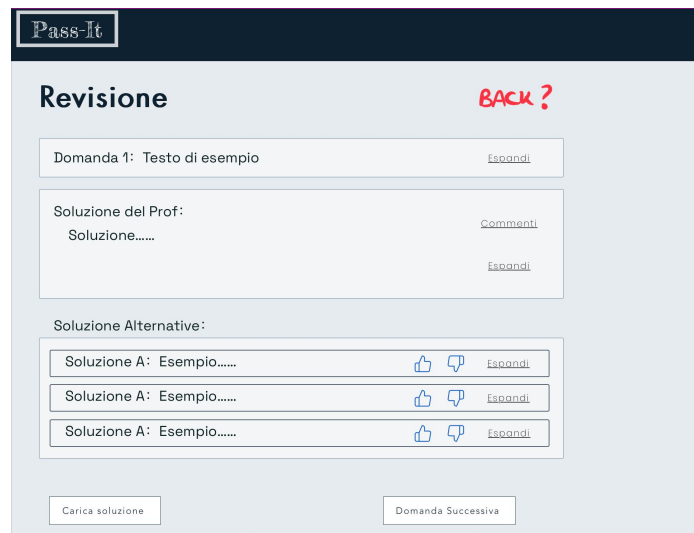 Pass-It
Revisione
BACK?
Domanda 1: Testo di esempio
Espandi
Soluzione del Prof:
Commenti
Soluzione......
Espandi
Soluzione Alternative:
Soluzione A: Esempio...... Espandi
Soluzione A: Esempio...... Espandi
Soluzione A: Esempio...... Espandi
Carica soluzione
Domanda Successiva